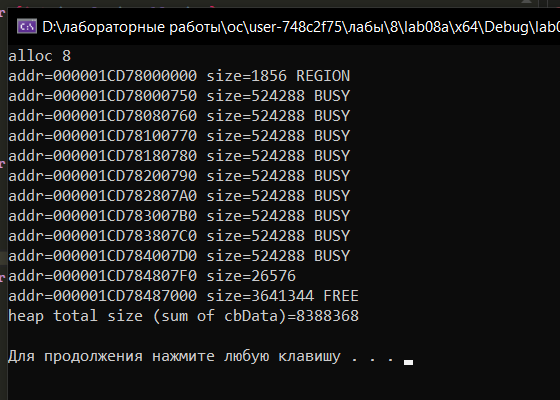 D:\лабораторные работы\ос\user-748c2f75\лабы\8\lab08a\x64\Debug\lab0
alloc 8
addr=000001CD78000000 size=1856 REGION
addr=000001CD78000750 size=524288 BUSY
addr=000001CD78080760 size=524288 BUSY
addr=000001CD78100770 size=524288 BUSY
addr=000001CD78180780 size=524288 BUSY
addr=000001CD78200790 size=524288 BUSY
addr=000001CD782807A0 size=524288 BUSY
addr=000001CD783007B0 size=524288 BUSY
addr=000001CD783807C0 size=524288 BUSY
addr=000001CD784007D0 size=524288 BUSY
addr=000001CD784807F0 size=26576
addr=000001CD78487000 size=3641344 FREE
heap total size (sum of cbData)=8388368
Для продолжения нажмите любую клавишу . . .